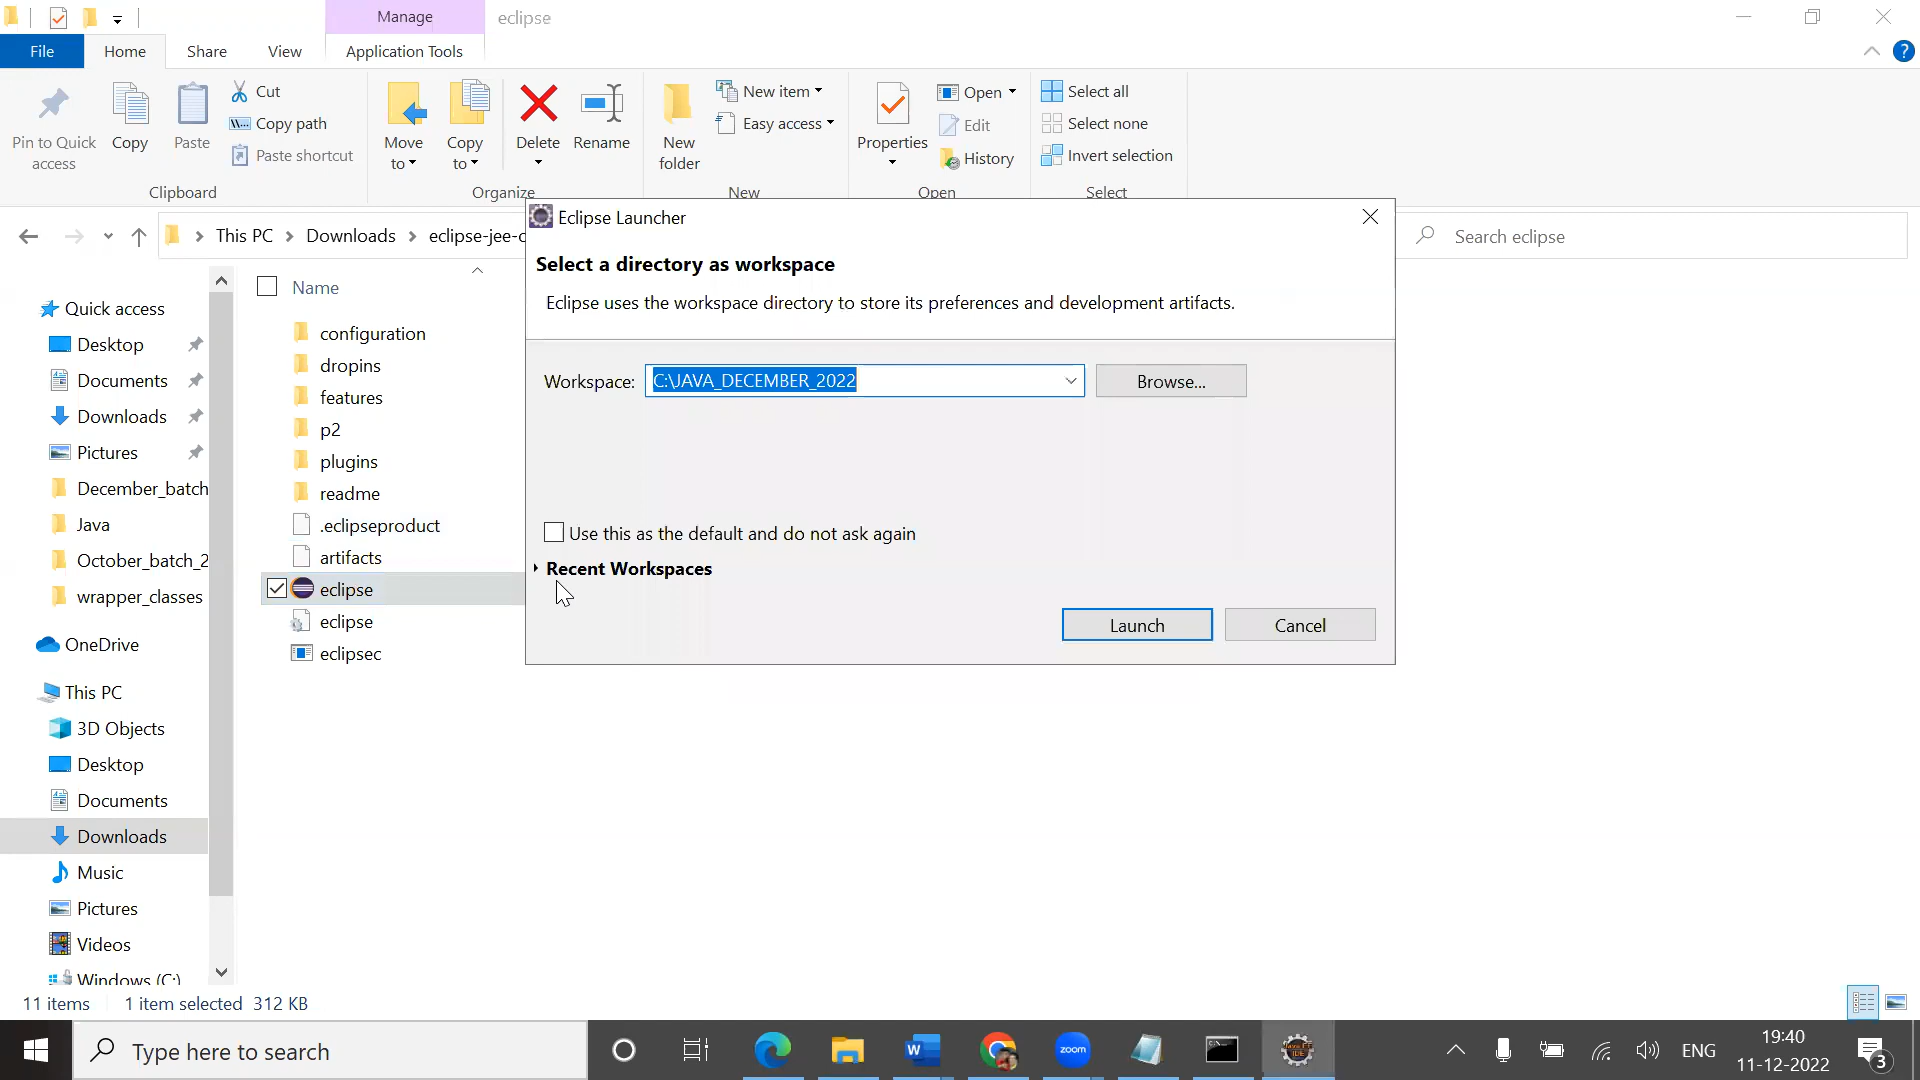 Manage
eclipse
File
Home
Share
View
Application Tools
Pin to Quick access
Copy
Paste
Cut
Copy path
Paste shortcut
Clipboard
Move to
Copy to
Delete
Rename
Organize
New folder
New item
Easy access
New
Properties
Open
Edit
History
Open
Select all
Select none
Invert selection
Select
This PC
Downloads
eclipse-jee-
Search eclipse
Quick access
Desktop
Documents
Downloads
Pictures
December_batch
Java
October_batch_2
wrapper_classes
OneDrive
This PC
3D Objects
Desktop
Documents
Downloads
Music
Pictures
Videos
Windows (C:)
Name
configuration
dropins
features
p2
plugins
readme
.eclipseproduct
artifacts
eclipse
eclipse
eclipsec
Eclipse Launcher
Select a directory as workspace
Eclipse uses the workspace directory to store its preferences and development artifacts.
Workspace:
C:\JAVA_DECEMBER_2022
Browse...
Use this as the default and do not ask again
Recent Workspaces
Launch
Cancel
11 items
1 item selected 312 KB
Type here to search
W
zoom
Java EE
IDE
ENG
19:40
11-12-2022
3